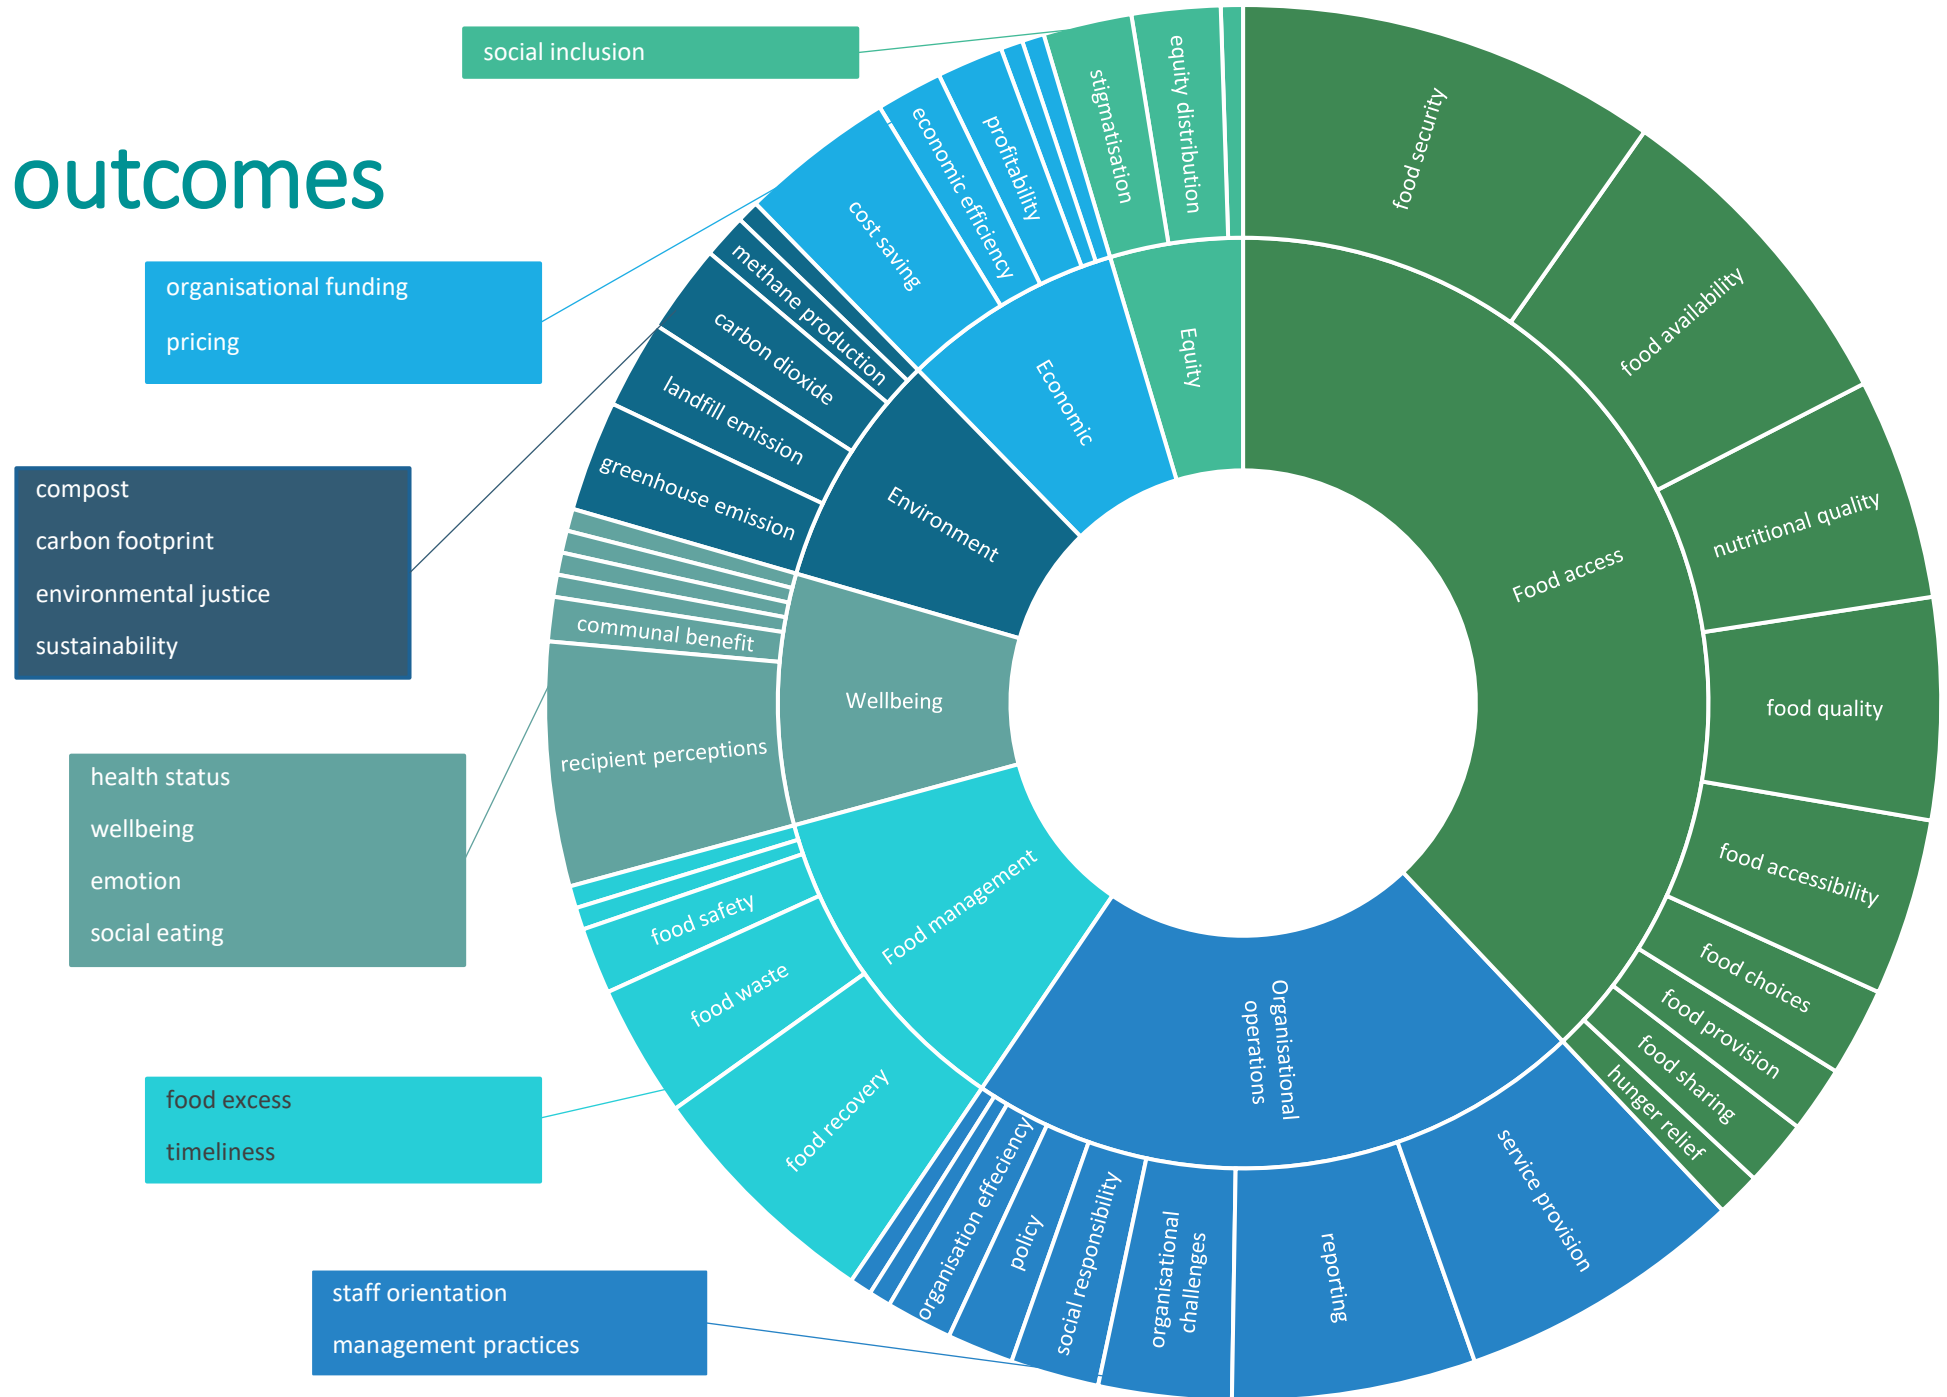 outcomes
social inclusion
organisational funding
pricing
compost
carbon footprint
environmental justice
sustainability
health status
wellbeing
emotion
social eating
food excess
timeliness
staff orientation
management practices
Food access
food security
food availability
nutritional quality
food quality
food accessibility
food choices
food provision
food sharing
hunger relief
Organisational
operations
service provision
reporting
organisational
challenges
social responsibility
policy
organisation effeciency
Food management
food recovery
food waste
food safety
Wellbeing
recipient perceptions
communal benefit
Environment
greenhouse emission
landfill emission
carbon dioxide
methane production
Economic
cost saving
economic efficiency
profitability
Equity
stigmatisation
equity distribution